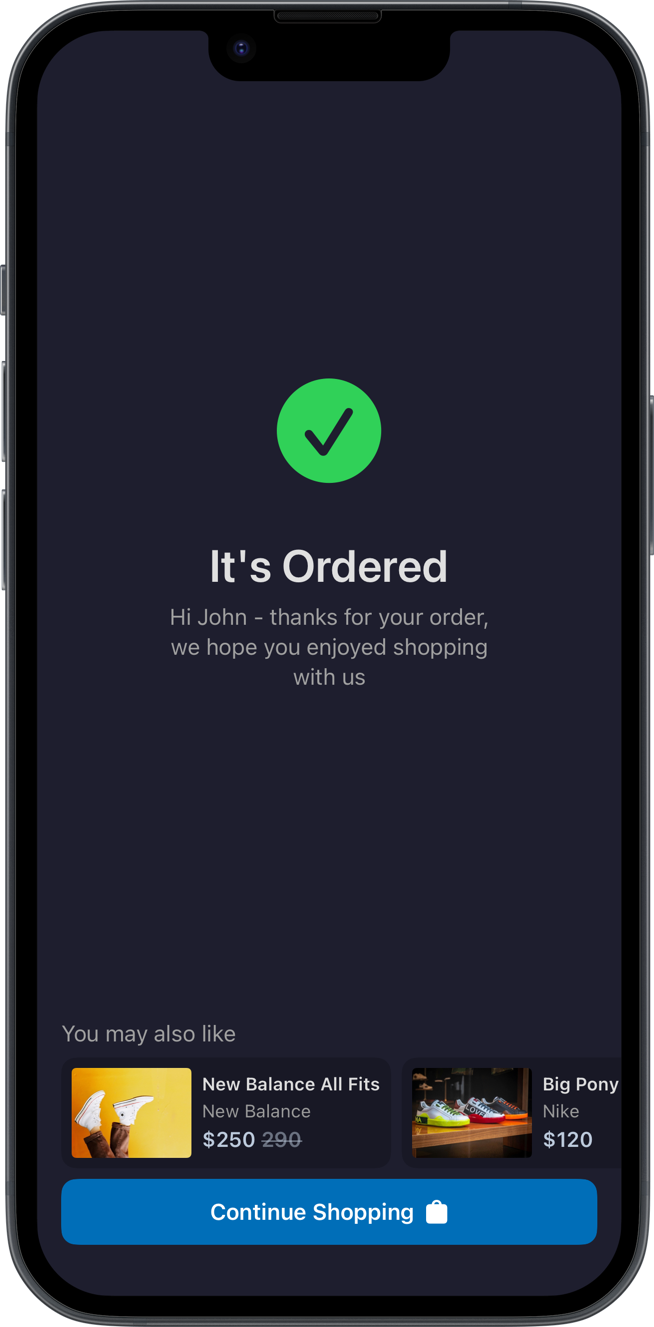 It's Ordered
Hi John - thanks for your order,
we hope you enjoyed shopping
with us
You may also like
New Balance All Fits
New Balance
$250 290
Big Pony
Nike
$120
Continue Shopping